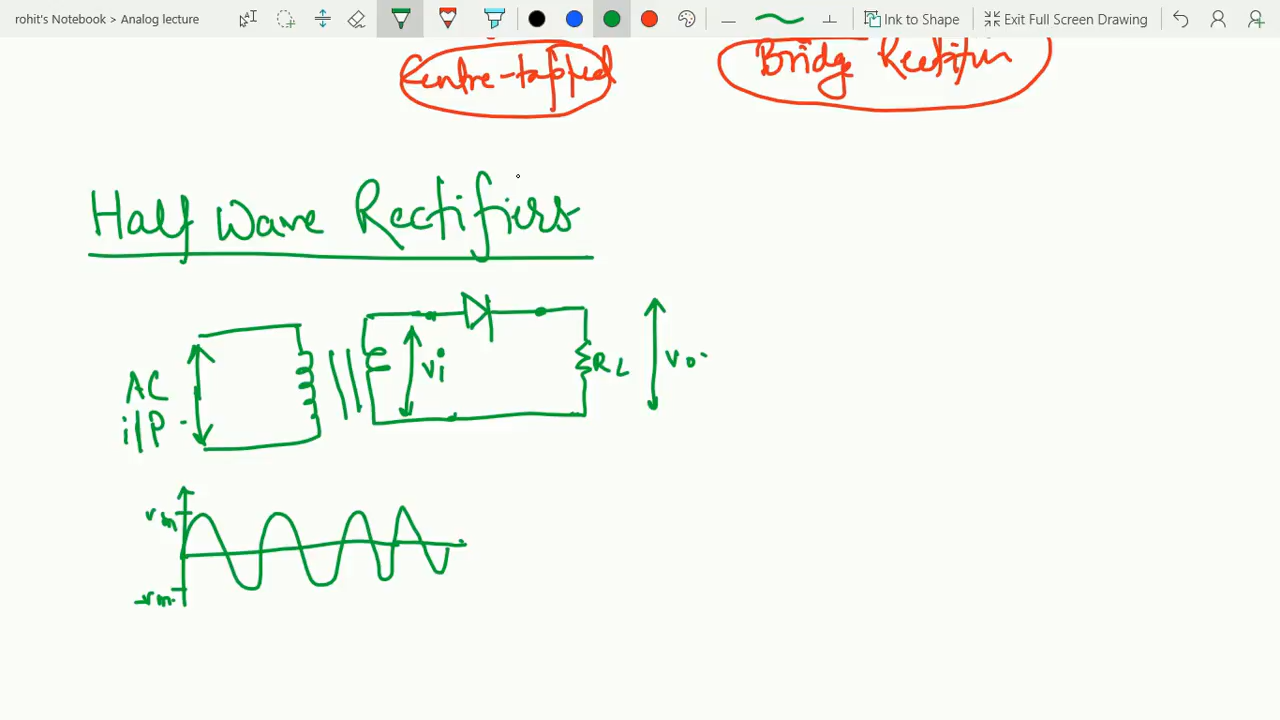 rohit's Notebook > Analog lecture
Ink to Shape
Exit Full Screen Drawing
Centre-tapped
Bridge Rectifier
Half Wave Rectifiers
AC
i/P
Vi
RL
Vo
Vm
-Vm